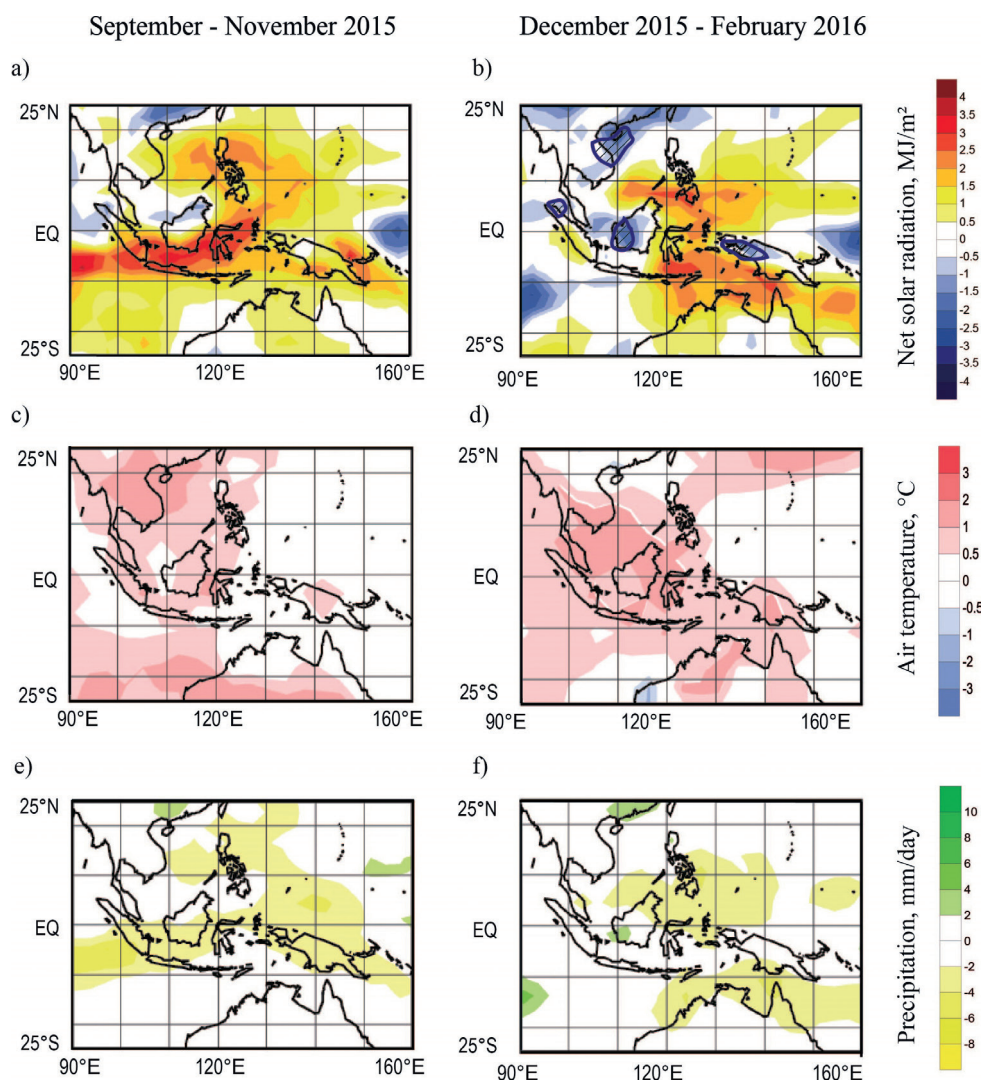 September - November 2015
December 2015 - February 2016
a)
b)
25°N
EQ
25°S
90°E
120°E
160°E
25°N
EQ
25°S
90°E
120°E
160°E
4
3.5
3
2.5
2
1.5
1
0.5
0
-0.5
-1
-1.5
-2
-2.5
-3
-3.5
-4
Net solar radiation, MJ/m²
c)
d)
25°N
EQ
25°S
90°E
120°E
160°E
25°N
EQ
25°S
90°E
120°E
160°E
3
2
1
0.5
0
-0.5
-1
-2
-3
Air temperature, °C
e)
f)
25°N
EQ
25°S
90°E
120°E
160°E
25°N
EQ
25°S
90°E
120°E
160°E
10
8
6
4
2
0
-2
-4
-6
-8
Precipitation, mm/day